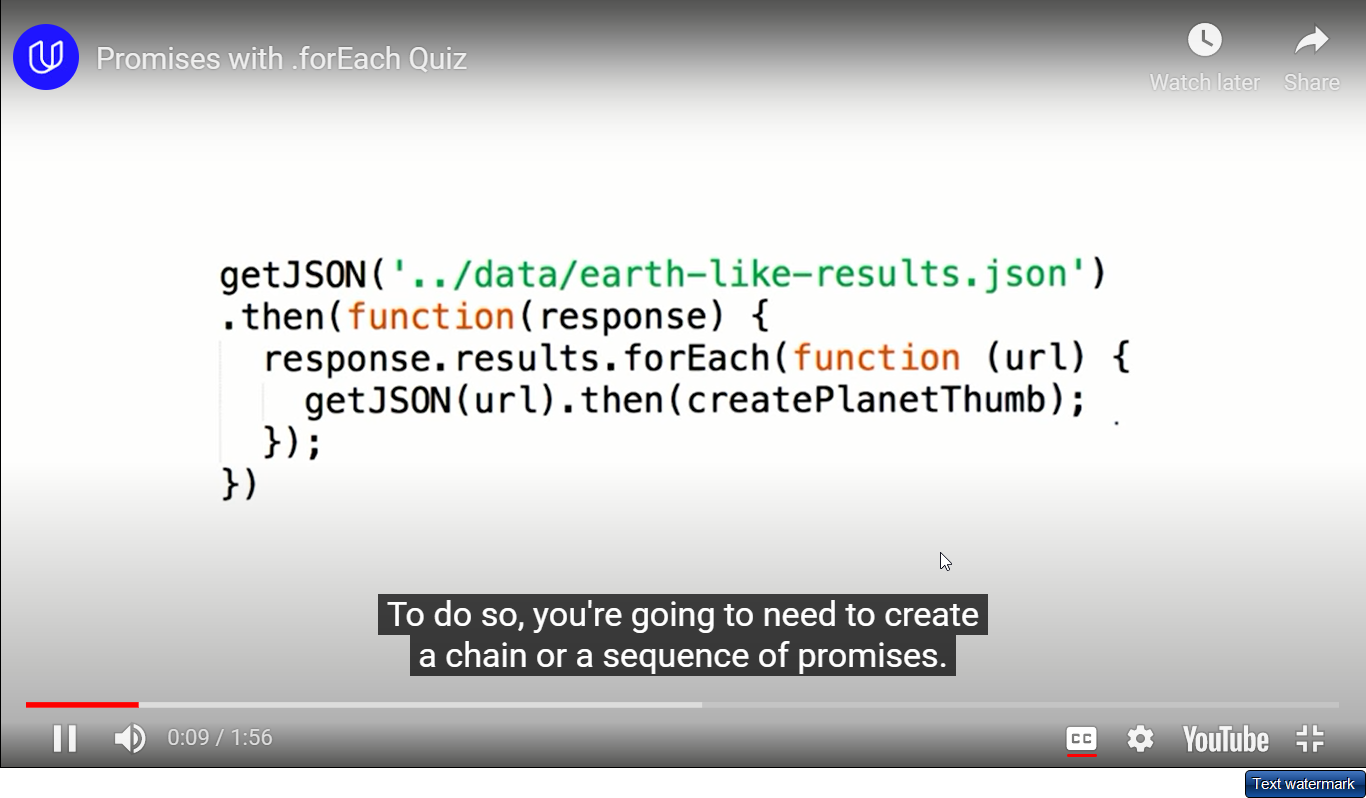 Promises with .forEach Quiz
Watch later
Share
getJSON('../data/earth-like-results.json')
.then(function(response) {
  response.results.forEach(function (url) {
    getJSON(url).then(createPlanetThumb);
  });
})
To do so, you're going to need to create
a chain or a sequence of promises.
0:09 / 1:56
CC
YouTube
Text watermark